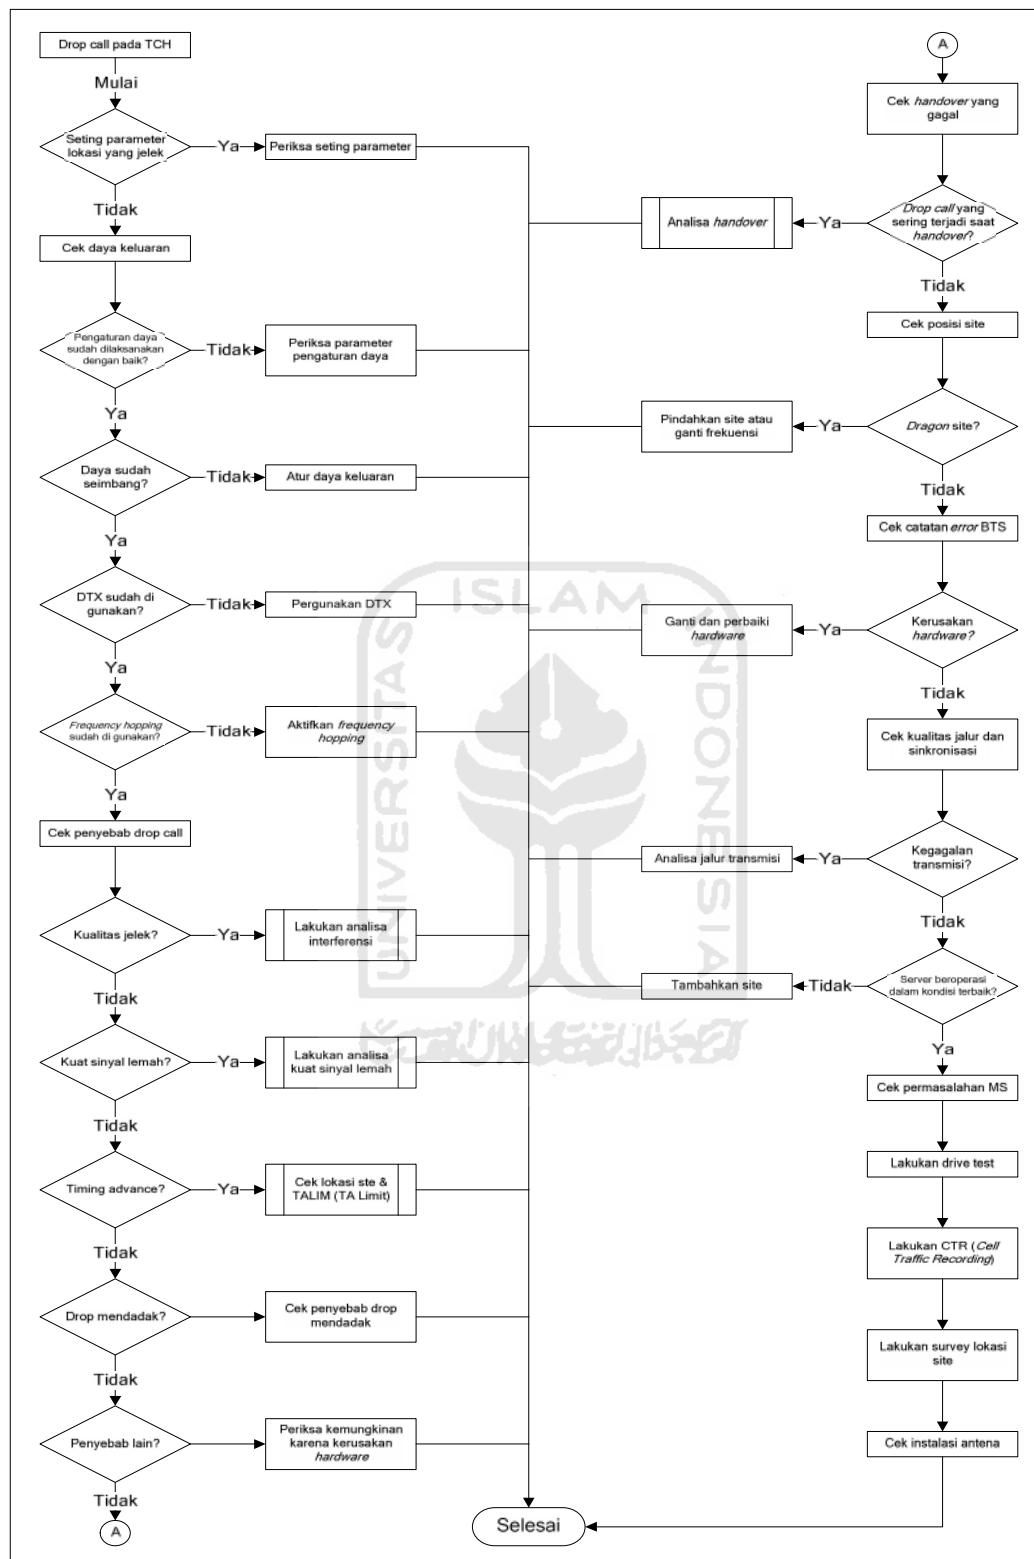 Drop call pada TCH
Mulai
Seting parameter
lokasi yang jelek
Ya
Periksa seting parameter
Tidak
Cek daya keluaran
Pengaturan daya
sudah dilaksanakan
dengan baik?
Tidak
Periksa parameter
pengaturan daya
Ya
Daya sudah
seimbang?
Tidak
Atur daya keluaran
Ya
DTX sudah di
gunakan?
Tidak
Pergunakan DTX
Ya
Frequency hopping
sudah di gunakan?
Tidak
Aktifkan frequency
hopping
Ya
Cek penyebab drop call
Kualitas jelek?
Ya
Lakukan analisa
interferensi
Tidak
Kuat sinyal lemah?
Ya
Lakukan analisa
kuat sinyal lemah
Tidak
Timing advance?
Ya
Cek lokasi ste &
TALIM (TA Limit)
Tidak
Drop mendadak?
Cek penyebab drop
mendadak
Tidak
Penyebab lain?
Periksa kemungkinan
karena kerusakan
hardware
Tidak
A
A
Cek handover yang
gagal
Drop call yang
sering terjadi saat
handover?
Ya
Analisa handover
Tidak
Cek posisi site
Dragon site?
Ya
Pindahkan site atau
ganti frekuensi
Tidak
Cek catatan error BTS
Kerusakan
hardware?
Ya
Ganti dan perbaiki
hardware
Tidak
Cek kualitas jalur dan
sinkronisasi
Kegagalan
transmisi?
Ya
Analisa jalur transmisi
Tidak
Server beroperasi
dalam kondisi terbaik?
Tidak
Tambahkan site
Ya
Cek permasalahan MS
Lakukan drive test
Lakukan CTR (Cell
Traffic Recording)
Lakukan survey lokasi
site
Cek instalasi antena
Selesai
UNIVERSITAS
ISLAM
INDONESIA